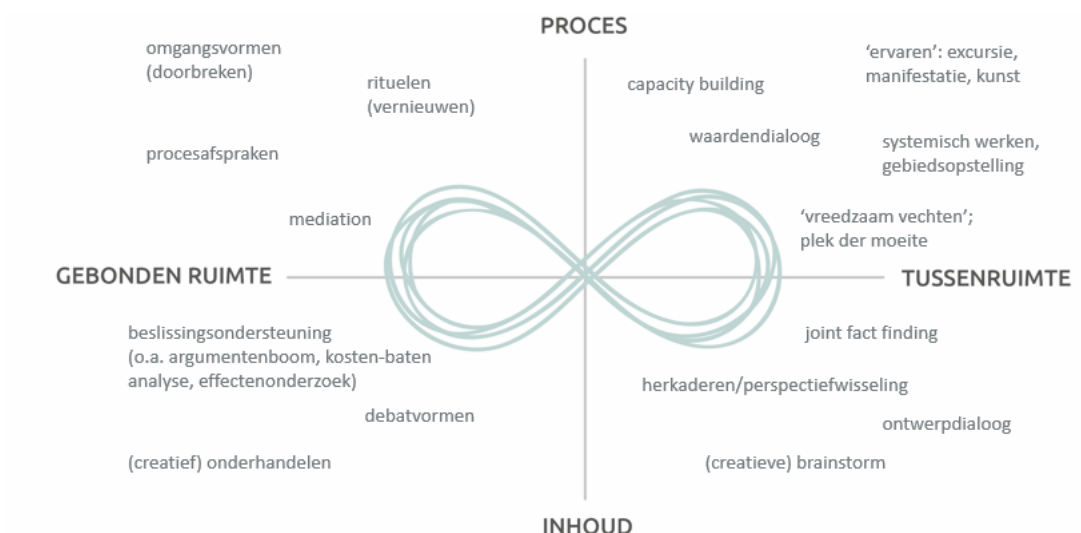 PROCES
omgangsvormen
(doorbreken)
rituelen
(vernieuwen)
procesafspraken
mediation
capacity building
'ervaren': excursie,
manifestatie, kunst
waardendialoog
systemisch werken,
gebiedsopstelling
'vreedzaam vechten';
plek der moeite
GEBONDEN RUIMTE
TUSSENRUIMTE
beslissingsondersteuning
(o.a. argumentenboom, kosten-baten
analyse, effectenonderzoek)
debatvormen
(creatief) onderhandelen
joint fact finding
herkaderen/perspectiefwisseling
ontwerpdialoog
(creatieve) brainstorm
INHOUD